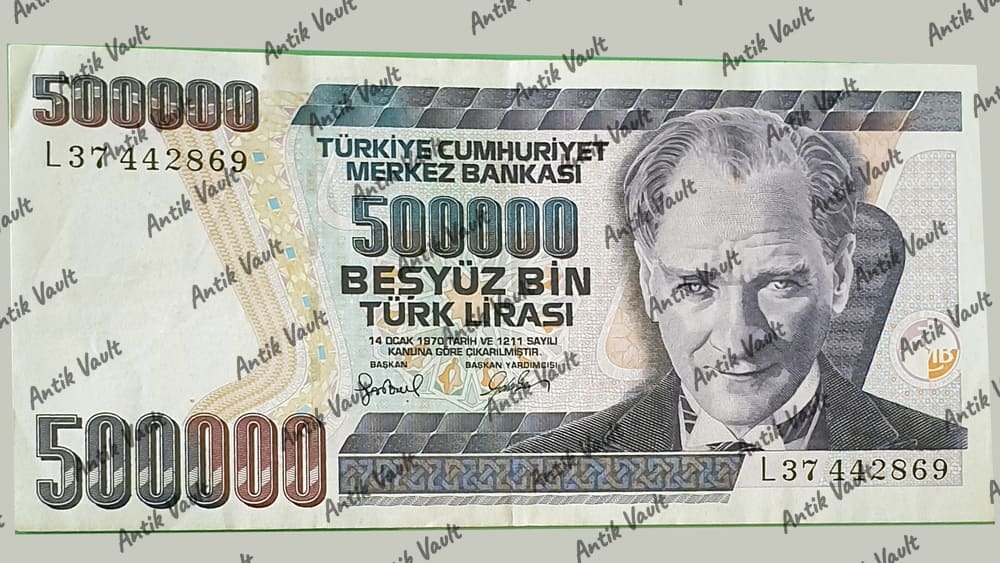 500000
L37 442869
TÜRKİYE CUMHURİYET
MERKEZ BANKASI
500000
BEŞYÜZ BİN
TÜRK LİRASI
14 OCAK 1970 TARİH VE 1211 SAYILI
KANUNA GÖRE ÇIKARILMIŞTIR.
BAŞKAN BAŞKAN YARDIMCISI
500000
L37 442869
Antik Vault